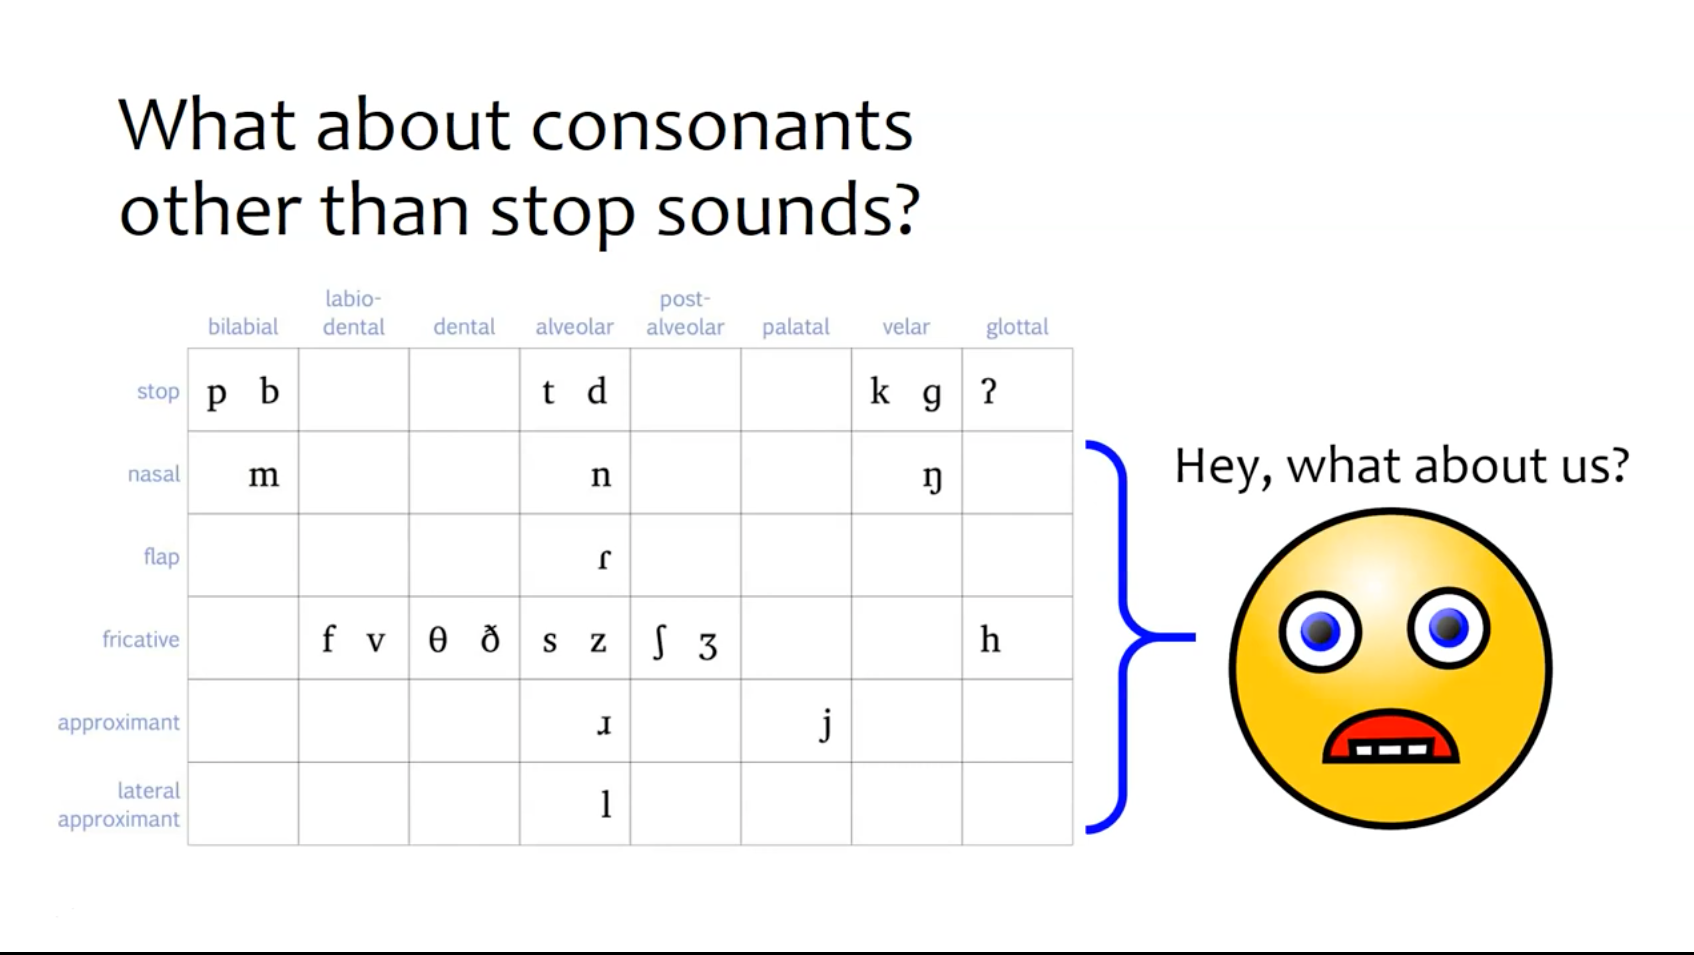 What about consonants
other than stop sounds?
labio-
post-
bilabial dental dental alveolar alveolar palatal velar glottal
stop p b t d k ɡ ʔ
nasal m n ŋ
flap ɾ
fricative f v θ ð s z ʃ ʒ h
approximant ɹ j
lateral
approximant l
Hey, what about us?